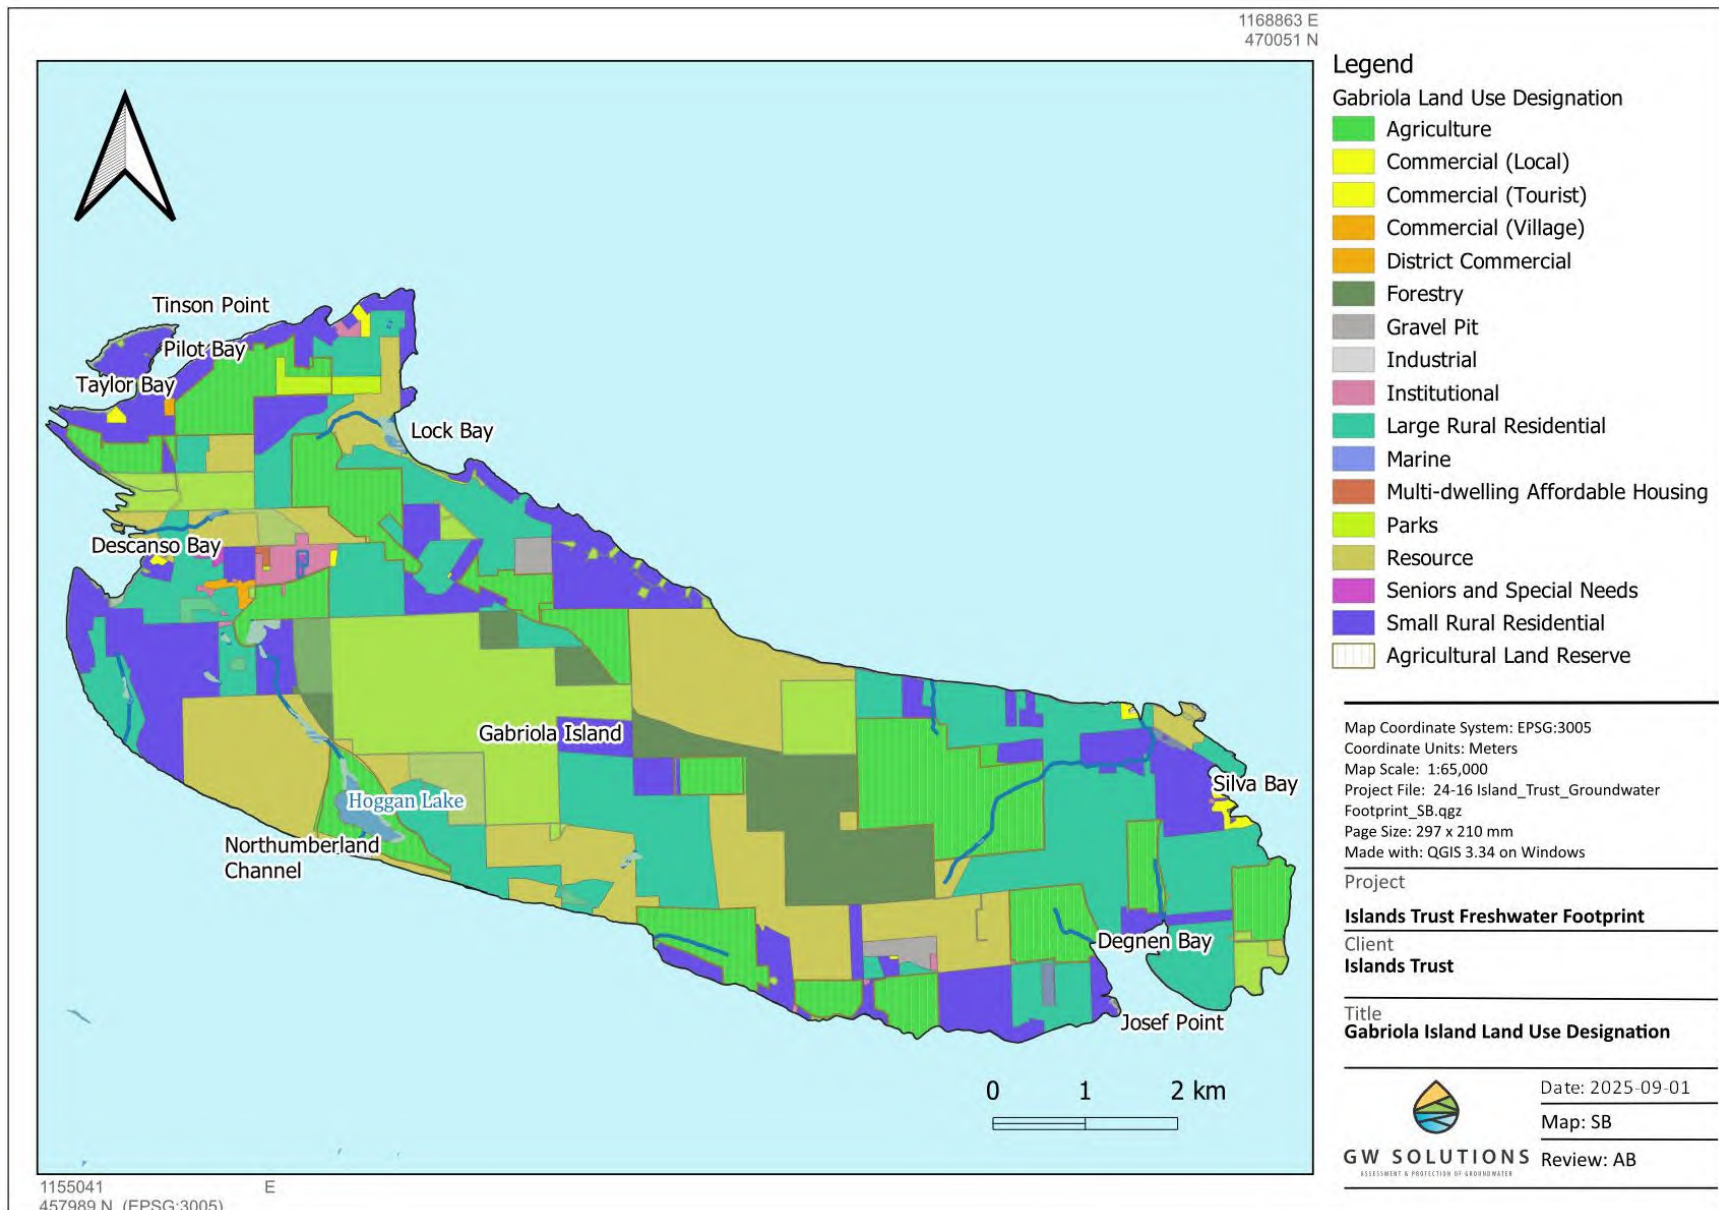 1168863 E
470051 N
Legend
Gabriola Land Use Designation
Agriculture
Commercial (Local)
Commercial (Tourist)
Commercial (Village)
District Commercial
Forestry
Gravel Pit
Industrial
Institutional
Large Rural Residential
Marine
Multi-dwelling Affordable Housing
Parks
Resource
Seniors and Special Needs
Small Rural Residential
Agricultural Land Reserve
Tinson Point
Pilot Bay
Taylor Bay
Lock Bay
Descanso Bay
Gabriola Island
Silva Bay
Hoggan Lake
Northumberland
Channel
Degnen Bay
Josef Point
0 1 2 km
Map Coordinate System: EPSG:3005
Coordinate Units: Meters
Map Scale: 1:65,000
Project File: 24-16 Island_Trust_Groundwater
Footprint_SB.qgz
Page Size: 297 x 210 mm
Made with: QGIS 3.34 on Windows
Project
Islands Trust Freshwater Footprint
Client
Islands Trust
Title
Gabriola Island Land Use Designation
GW SOLUTIONS
ASSESSMENT & PROTECTION OF GROUNDWATER
Date: 2025-09-01
Map: SB
Review: AB
1155041 E
457989 N (EPSG:3005)